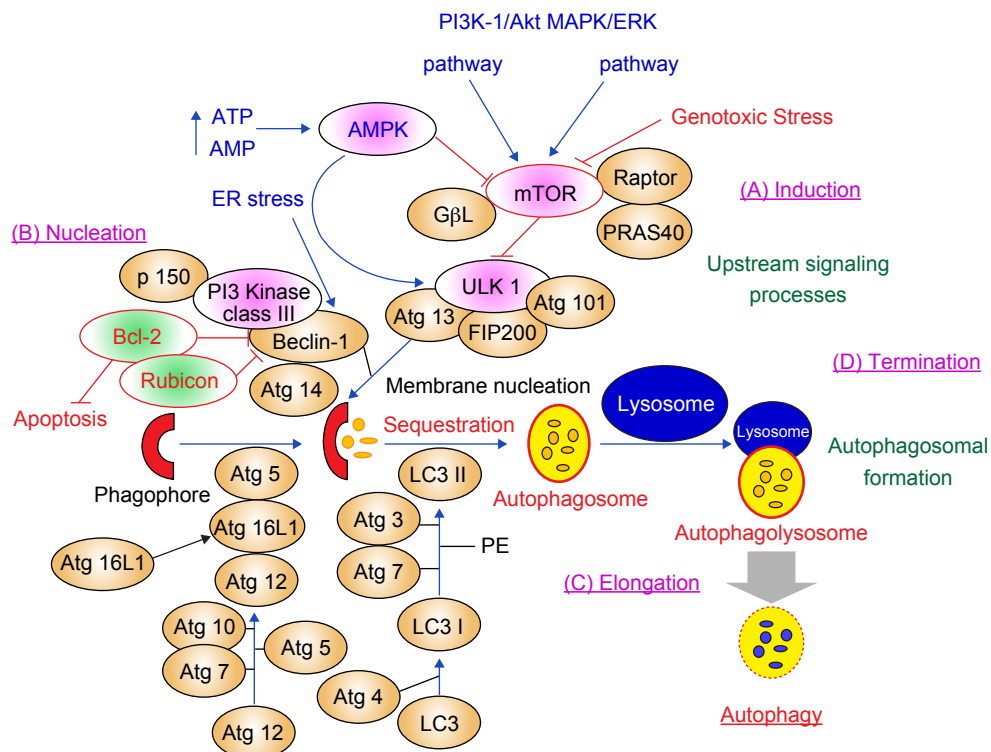 PI3K-1/Akt MAPK/ERK
pathway
pathway
ATP
AMP
AMPK
Genotoxic Stress
mTOR
Raptor
GβL
PRAS40
(A) Induction
ER stress
(B) Nucleation
p 150
PI3 Kinase
class III
ULK 1
Atg 101
Atg 13
FIP200
Upstream signaling
processes
Bcl-2
Beclin-1
Rubicon
Atg 14
Apoptosis
Membrane nucleation
(D) Termination
Lysosome
Lysosome
Sequestration
Autophagosomal
formation
Phagophore
Atg 5
LC3 II
Autophagosome
Atg 16L1
Atg 16L1
Atg 3
PE
Autophagolysosome
Atg 12
Atg 7
(C) Elongation
Atg 10
Atg 5
LC3 I
Atg 7
Atg 4
Atg 12
LC3
Autophagy